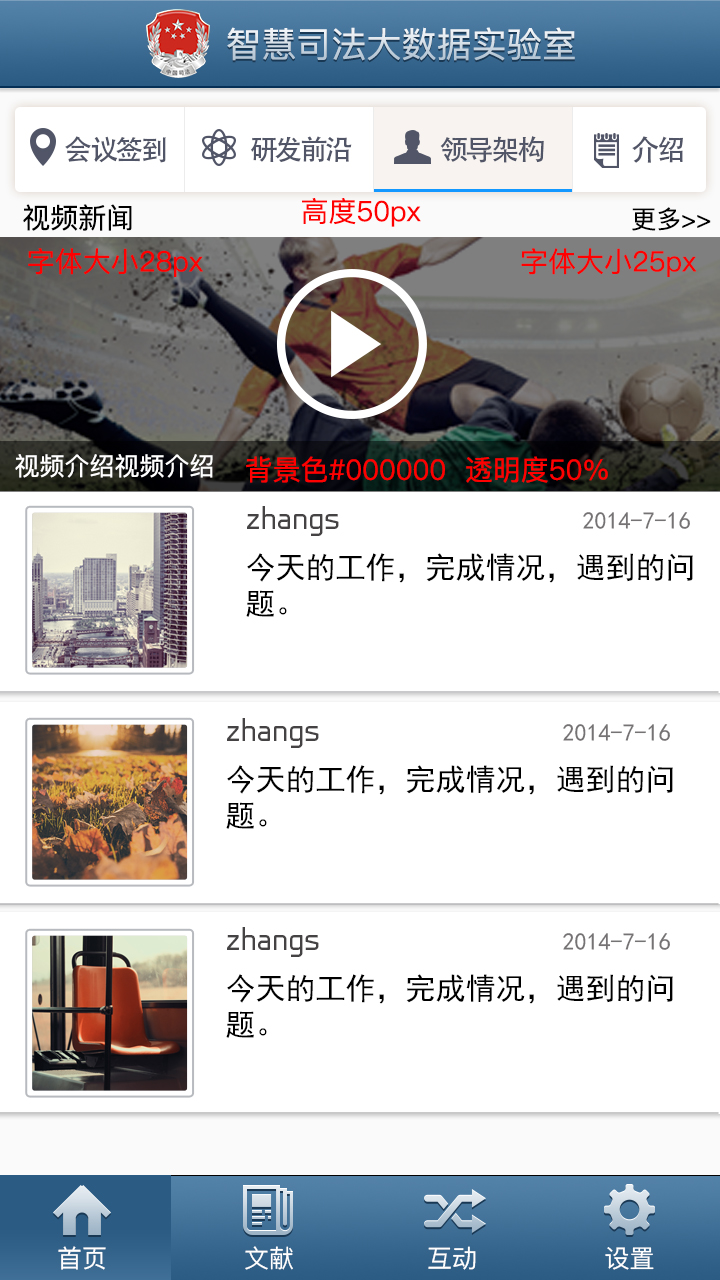 智慧司法大数据实验室
会议签到
研发前沿
领导架构
介绍
视频新闻
高度50px
更多>>
字体大小28px
字体大小25px
视频介绍视频介绍
背景色#000000 透明度50%
zhangs
2014-7-16
今天的工作，完成情况，遇到的问
题。
zhangs
2014-7-16
今天的工作，完成情况，遇到的问
题。
zhangs
2014-7-16
今天的工作，完成情况，遇到的问
题。
首页
文献
互动
设置